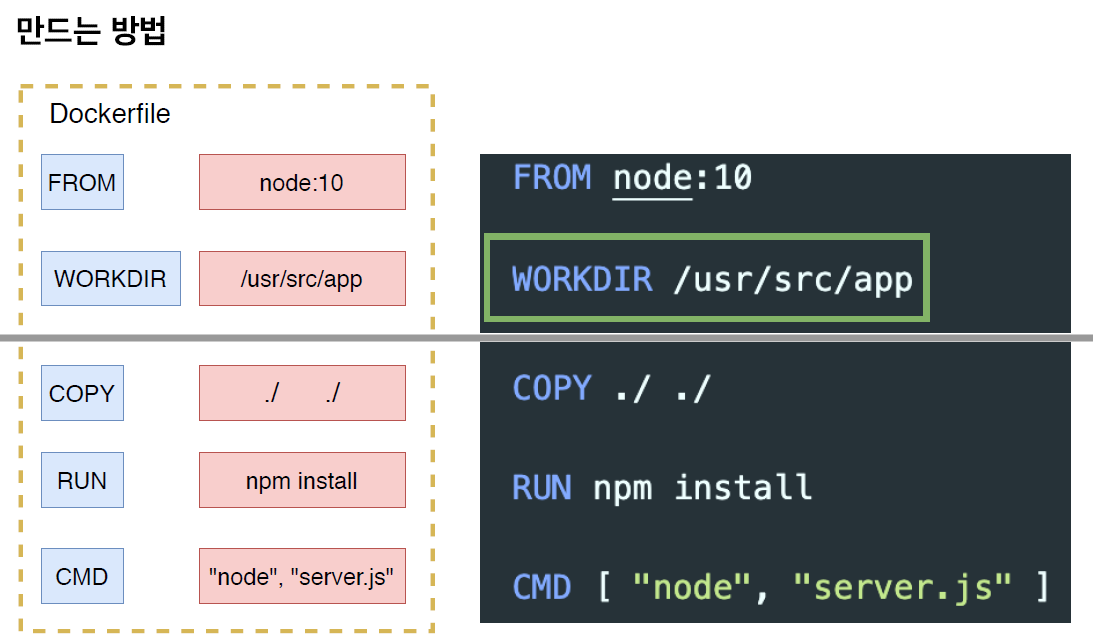 만드는 방법
Dockerfile
FROM node:10
WORKDIR /usr/src/app
COPY ./ ./
RUN npm install
CMD "node", "server.js"
FROM node:10
WORKDIR /usr/src/app
COPY ./ ./
RUN npm install
CMD [ "node", "server.js" ]